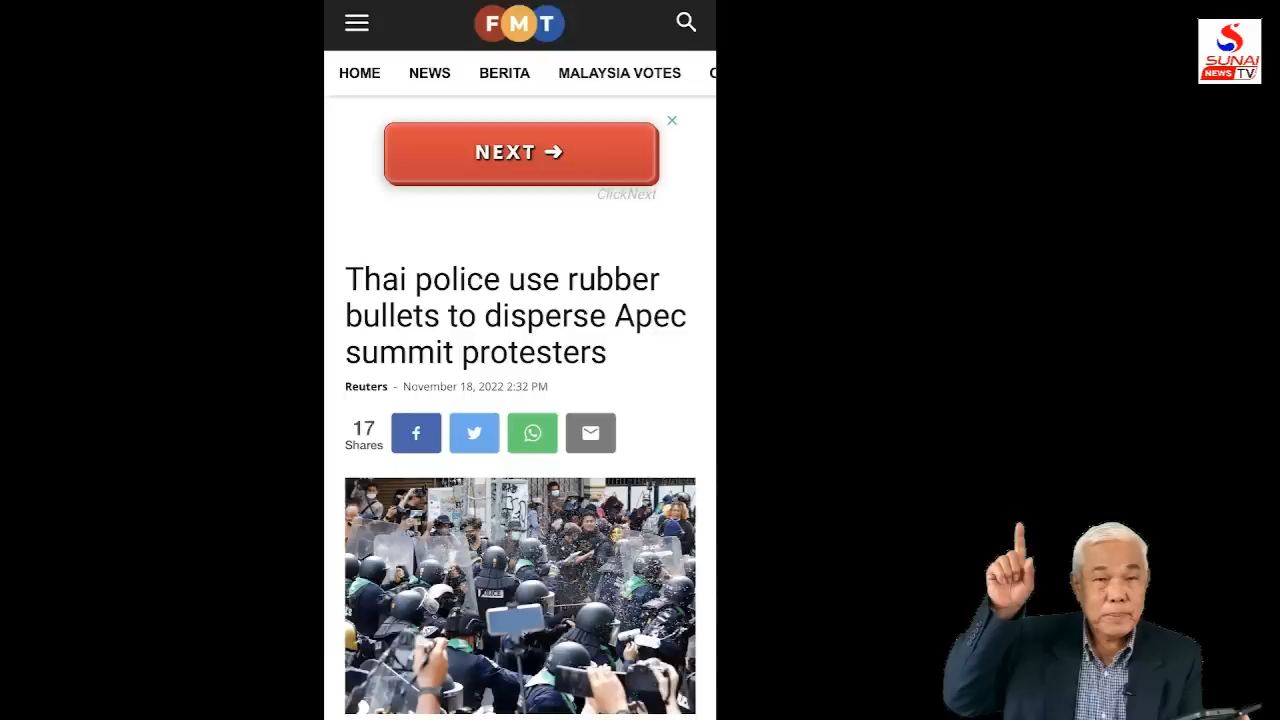 FMT
SUNAI
NEWS TV
HOME NEWS BERITA MALAYSIA VOTES
NEXT →
ClickNext
Thai police use rubber
bullets to disperse Apec
summit protesters
Reuters - November 18, 2022 2:32 PM
17
Shares
POLICE